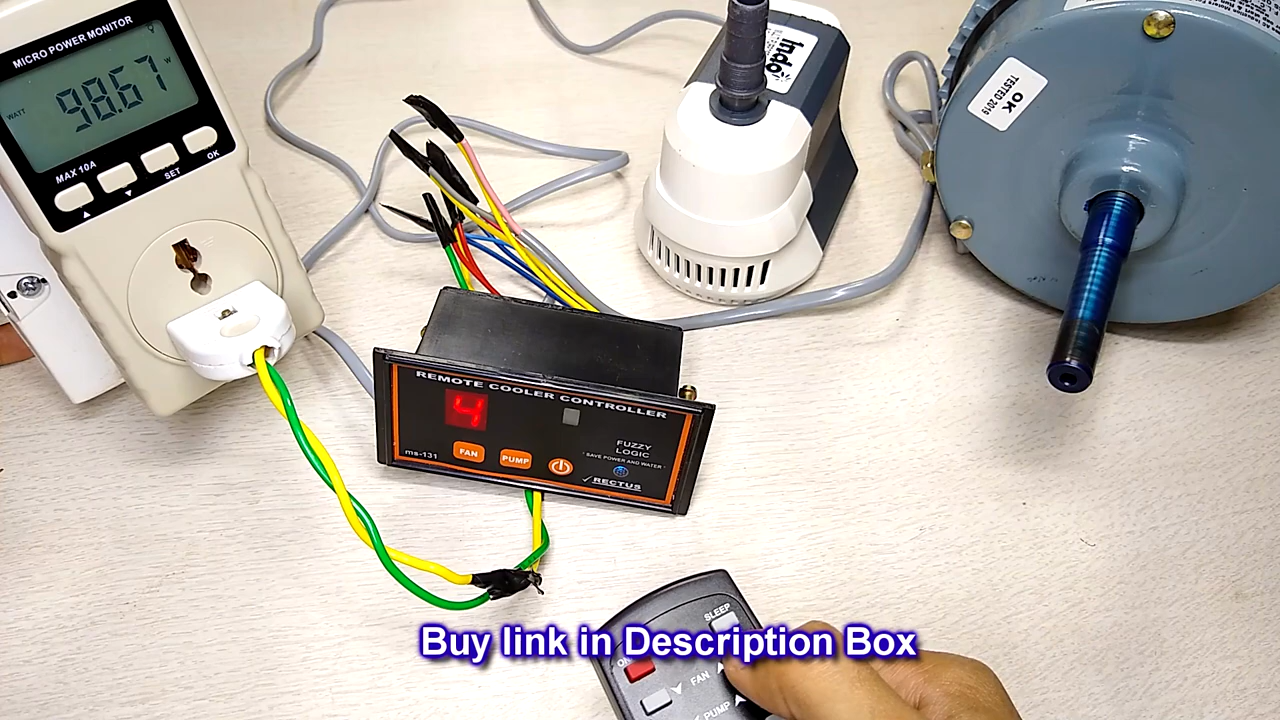 MICRO POWER MONITOR
W
WATT 98.67
MAX 10A
SET
OK
Indo
OK
TESTED 2019
REMOTE COOLER CONTROLLER
4
FAN
PUMP
ms-131
FUZZY
LOGIC
SAVE POWER AND WATER
RECTUS
SLEEP
ON
FAN
PUMP
Buy link in Description Box